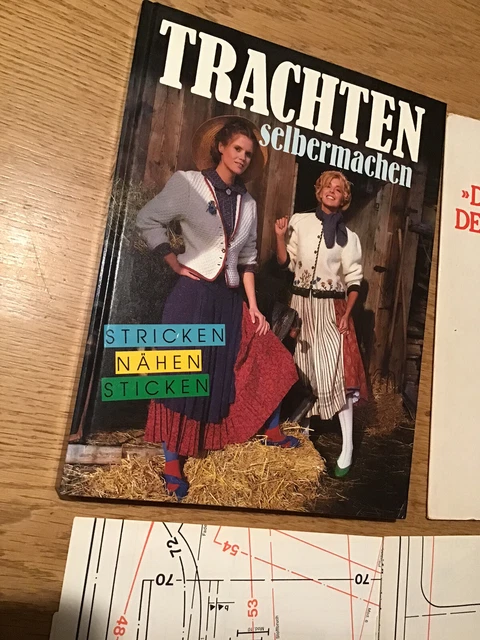 TRACHTEN
selbermachen
STRICKEN
NÄHEN
STICKEN
»D
DE
72
54
70
70
53
48